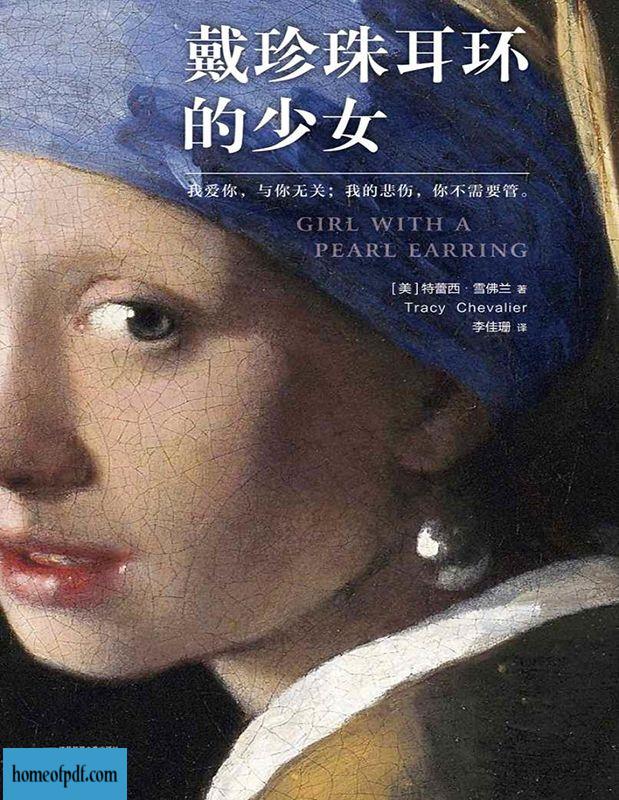 戴珍珠耳环
的少女
我爱你，与你无关；我的悲伤，你不需要管。
GIRL WITH A
PEARL EARRING
［美］特蕾西·雪佛兰 著
Tracy Chevalier
李佳珊 译
homeofpdf.com